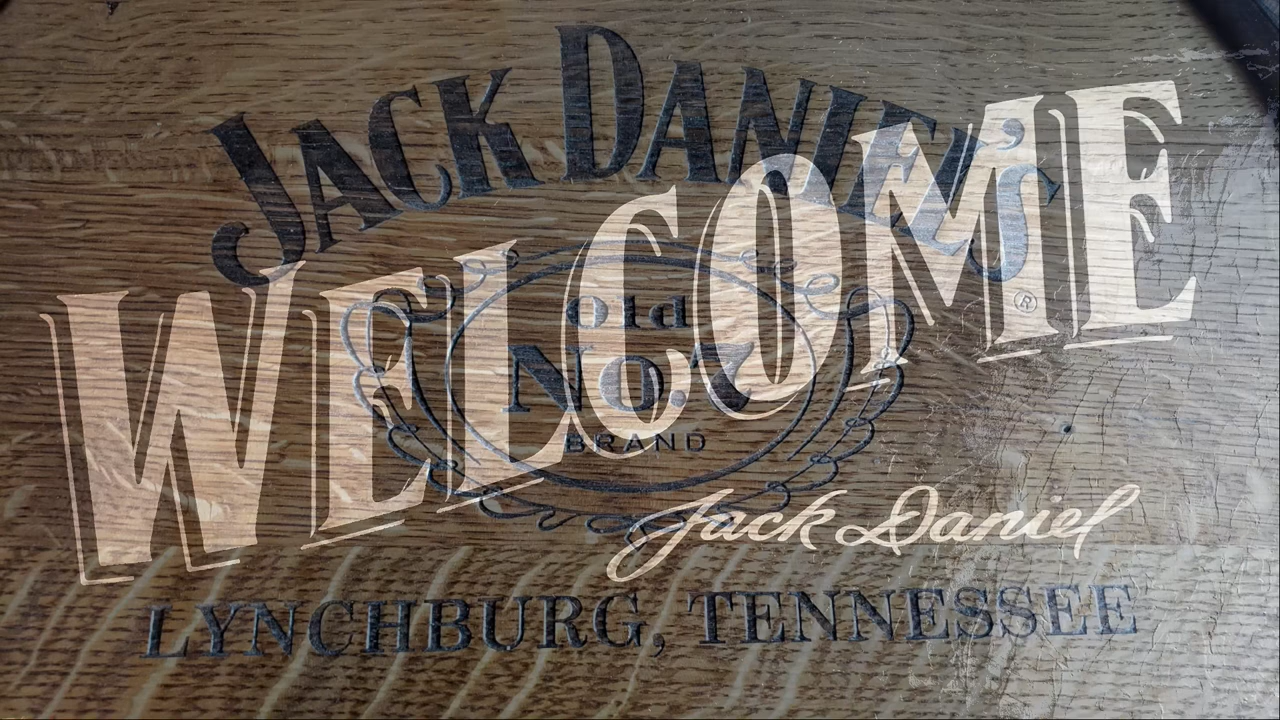 JACK DANIEL'S
WELCOME
Old
No. 7
BRAND
®
Jack Daniel
LYNCHBURG, TENNESSEE